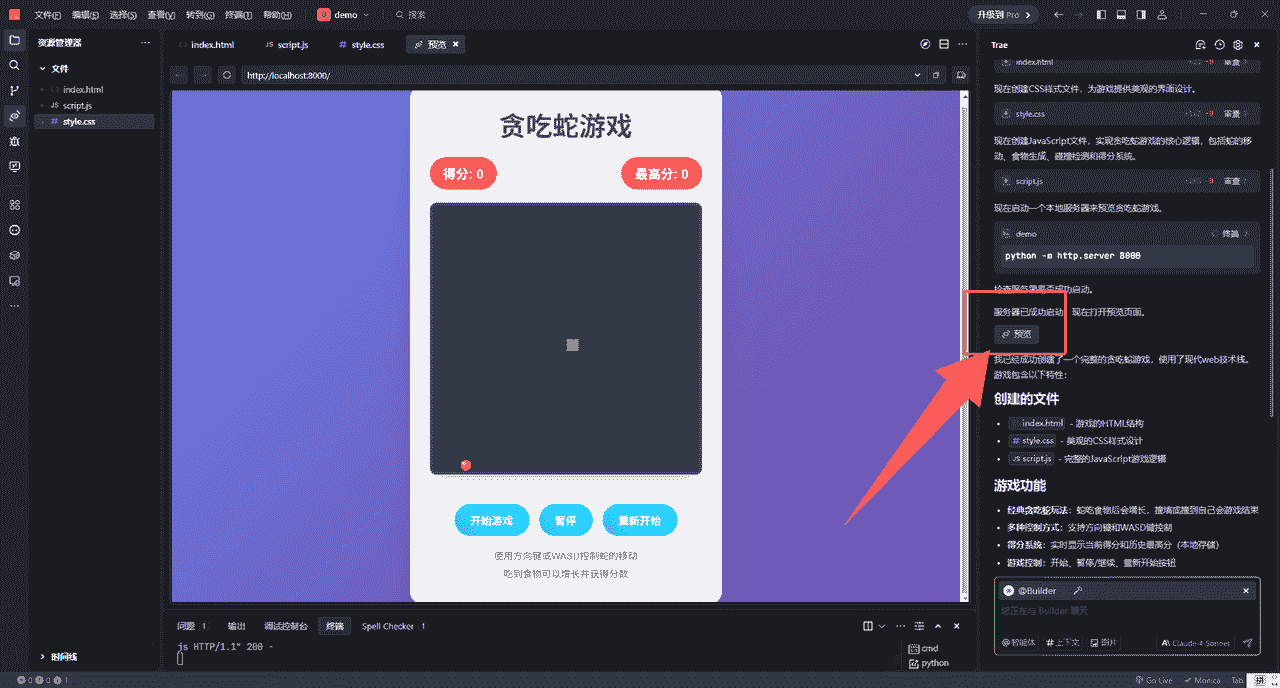 文件(F) 编辑(E) 选择(S) 查看(V) 转到(G) 终端(T) 帮助(H) demo 搜索 升级到 Pro
资源管理器
文件
index.html
script.js
style.css
时间线
index.html JS script.js # style.css 预览
http://localhost:8000/
贪吃蛇游戏
得分: 0 最高分: 0
开始游戏 暂停 重新开始
使用方向键或WASD控制蛇的移动
吃到食物可以增长并获得分数
问题 1 输出 调试控制台 终端 Spell Checker 1
js HTTP/1.1" 200 -
cmd
python
Trae
index.html 审查
现在创建CSS样式文件，为游戏提供美观的界面设计。
style.css 审查
现在创建JavaScript文件，实现贪吃蛇游戏的核心逻辑，包括蛇的移
动、食物生成、碰撞检测和得分系统。
script.js 审查
现在启动一个本地服务器来预览贪吃蛇游戏。
demo 终端
python -m http.server 8000
检查服务器是否成功启动。
服务器已成功启动，现在打开预览页面。
预览
我已经成功创建了一个完整的贪吃蛇游戏，使用了现代web技术栈。
游戏包含以下特性：
创建的文件
• index.html - 游戏的HTML结构
• # style.css - 美观的CSS样式设计
• JS script.js - 完整的JavaScript游戏逻辑
游戏功能
• 经典贪吃蛇玩法：蛇吃食物后会增长，撞墙或撞到自己会游戏结果
• 多种控制方式：支持方向键和WASD键控制
• 得分系统：实时显示当前得分和历史最高分（本地存储）
• 游戏控制：开始、暂停/继续、重新开始按钮
@Builder
您正在与 Builder 聊天
@智能体 # 上下文 图片 Claude-4-Sonnet
0 0 1 Go Live Monica Tab 拼